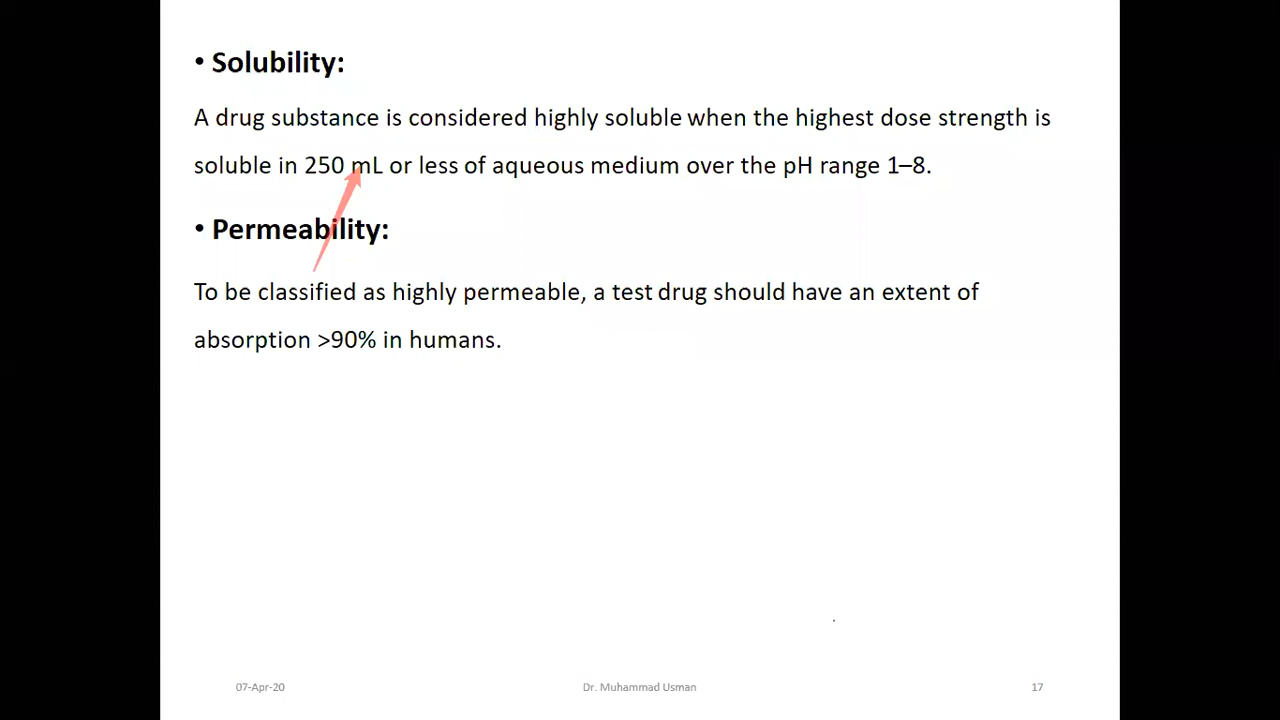 • Solubility:
A drug substance is considered highly soluble when the highest dose strength is
soluble in 250 mL or less of aqueous medium over the pH range 1–8.
• Permeability:
To be classified as highly permeable, a test drug should have an extent of
absorption >90% in humans.
07-Apr-20
Dr. Muhammad Usman
17